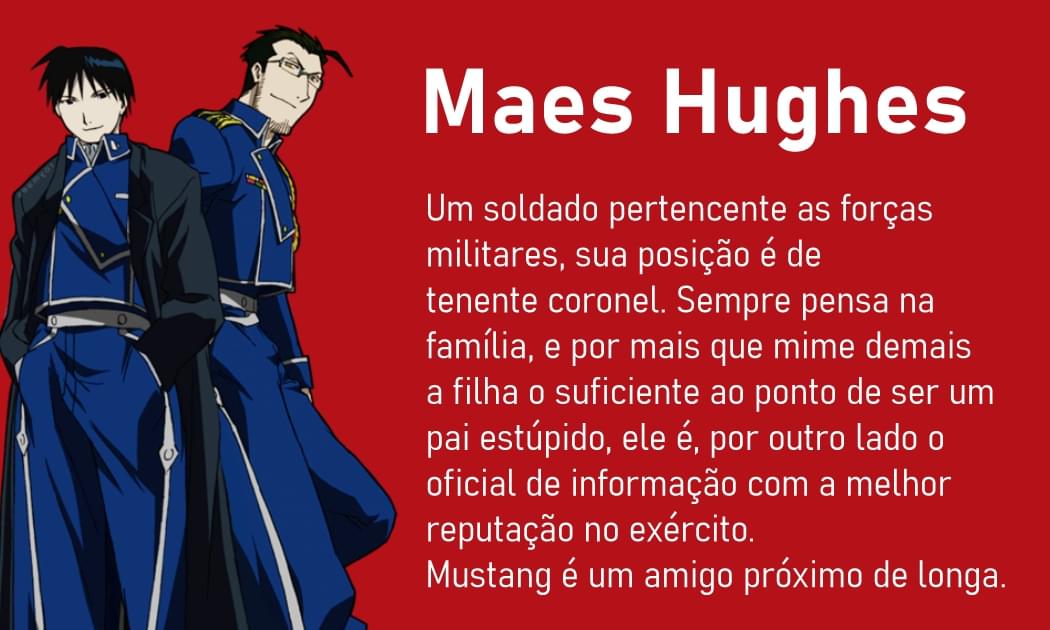 Maes Hughes
Um soldado pertencente as forças
militares, sua posição é de
tenente coronel. Sempre pensa na
família, e por mais que mime demais
a filha o suficiente ao ponto de ser um
pai estúpido, ele é, por outro lado o
oficial de informação com a melhor
reputação no exército.
Mustang é um amigo próximo de longa.